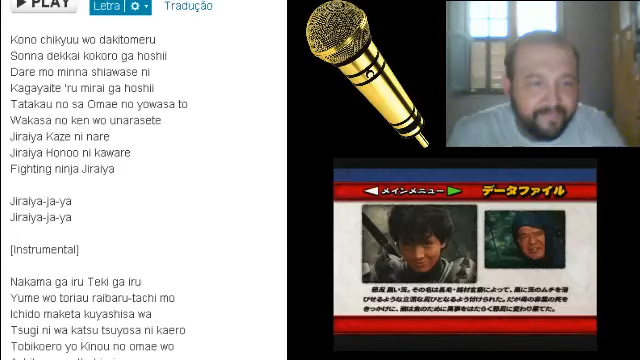 PLAY
Letra
Tradução
Kono chikyuu wo dakitomeru
Sonna dekkai kokoro ga hoshii
Dare mo minna shiawase ni
Kagayaite 'ru mirai ga hoshii
Tatakau no sa Omae no yowasa to
Wakasa no ken wo unarasete
Jiraiya Kaze ni nare
Jiraiya Honoo ni kaware
Fighting ninja Jiraiya
Jiraiya-ja-ya
Jiraiya-ja-ya
[Instrumental]
Nakama ga iru Teki ga iru
Yume wo toriau raibaru-tachi mo
Ichido maketa kuyashisa wa
Tsugi ni wa katsu tsuyosa ni kaero
Tobikoero yo Kinou no omae wo
メインメニュー
データファイル